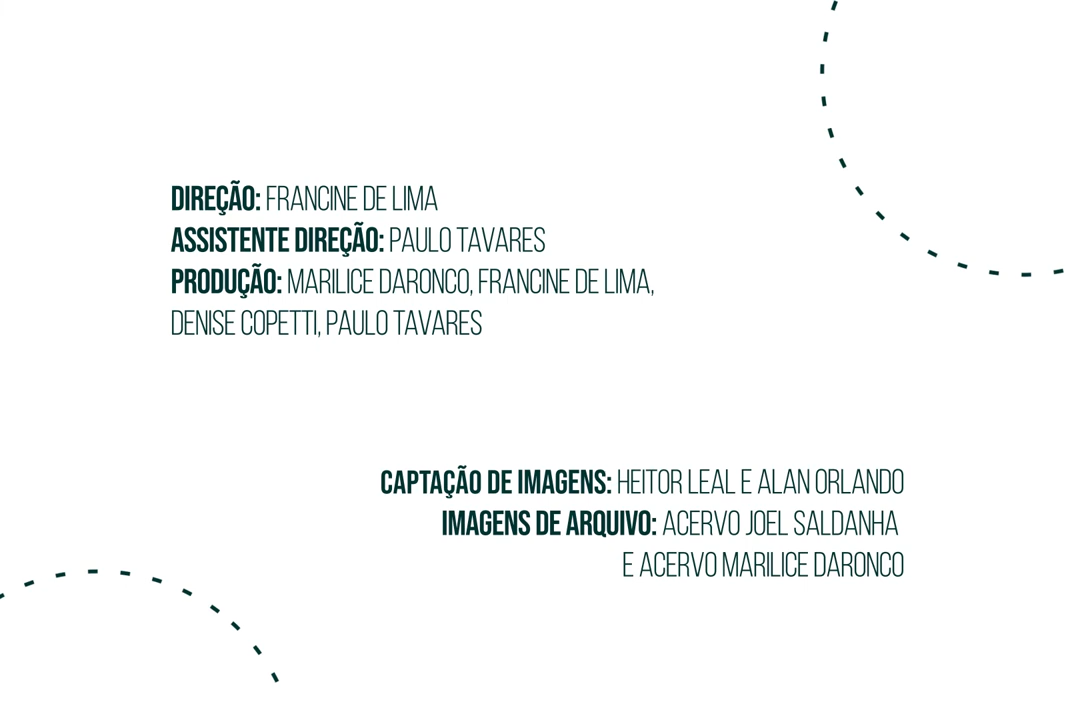 DIREÇÃO: FRANCINE DE LIMA
ASSISTENTE DIREÇÃO: PAULO TAVARES
PRODUÇÃO: MARILICE DARONCO, FRANCINE DE LIMA,
DENISE COPETTI, PAULO TAVARES
CAPTAÇÃO DE IMAGENS: HEITOR LEAL E ALAN ORLANDO
IMAGENS DE ARQUIVO: ACERVO JOEL SALDANHA
E ACERVO MARILICE DARONCO